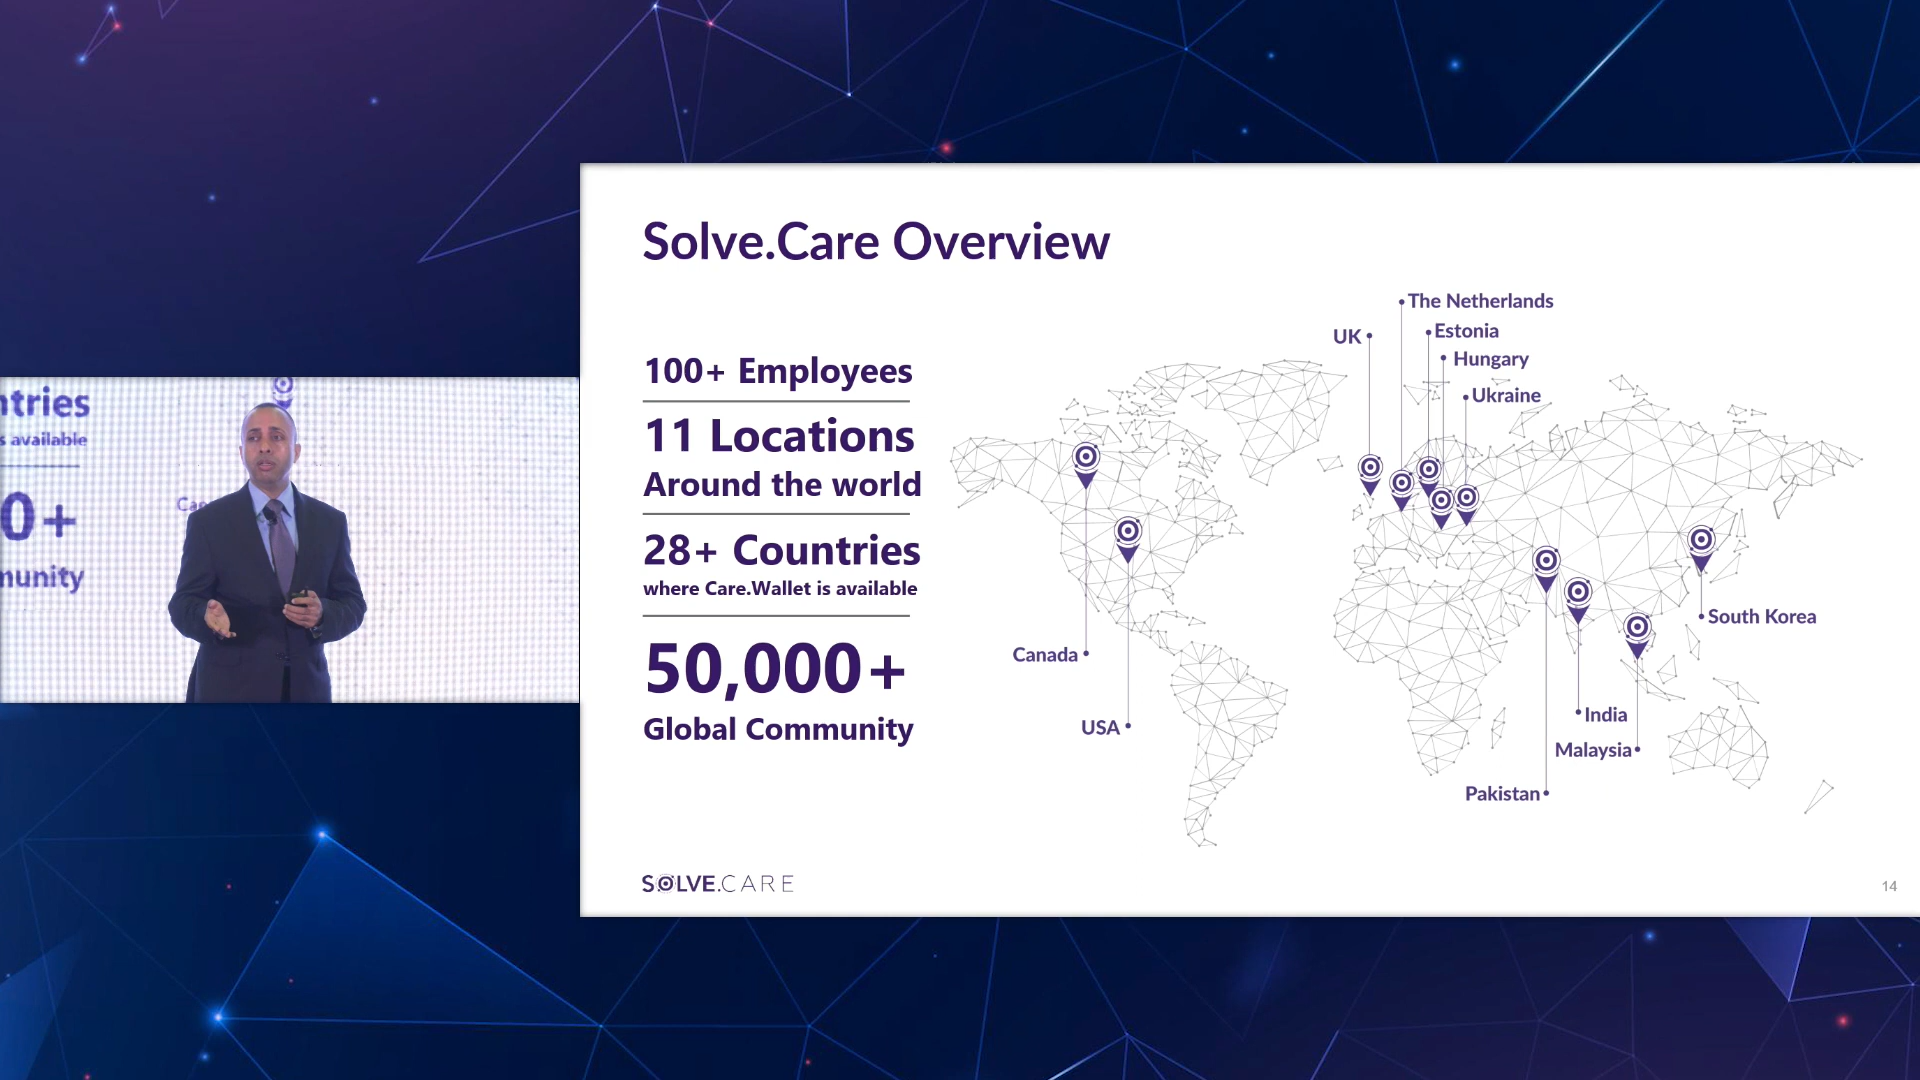 Solve.Care Overview
100+ Employees
11 Locations
Around the world
28+ Countries
where Care.Wallet is available
50,000+
Global Community
The Netherlands
UK
Estonia
Hungary
Ukraine
Canada
USA
South Korea
India
Malaysia
Pakistan
SOLVE.CARE
14
ntries
s available
0+
munity